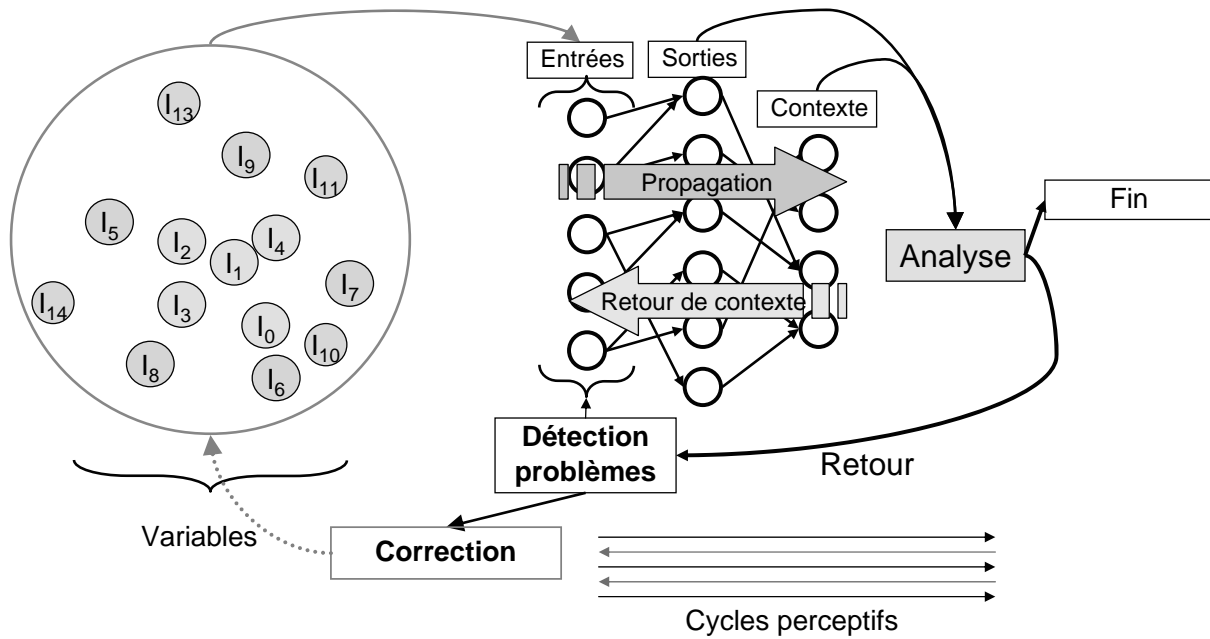 Entrées
Sorties
Contexte
I13
I9
I11
I5
I2
I4
I1
I7
I14
I3
I0
I10
I8
I6
Propagation
Retour de contexte
Analyse
Fin
Détection
problèmes
Retour
Variables
Correction
Cycles perceptifs